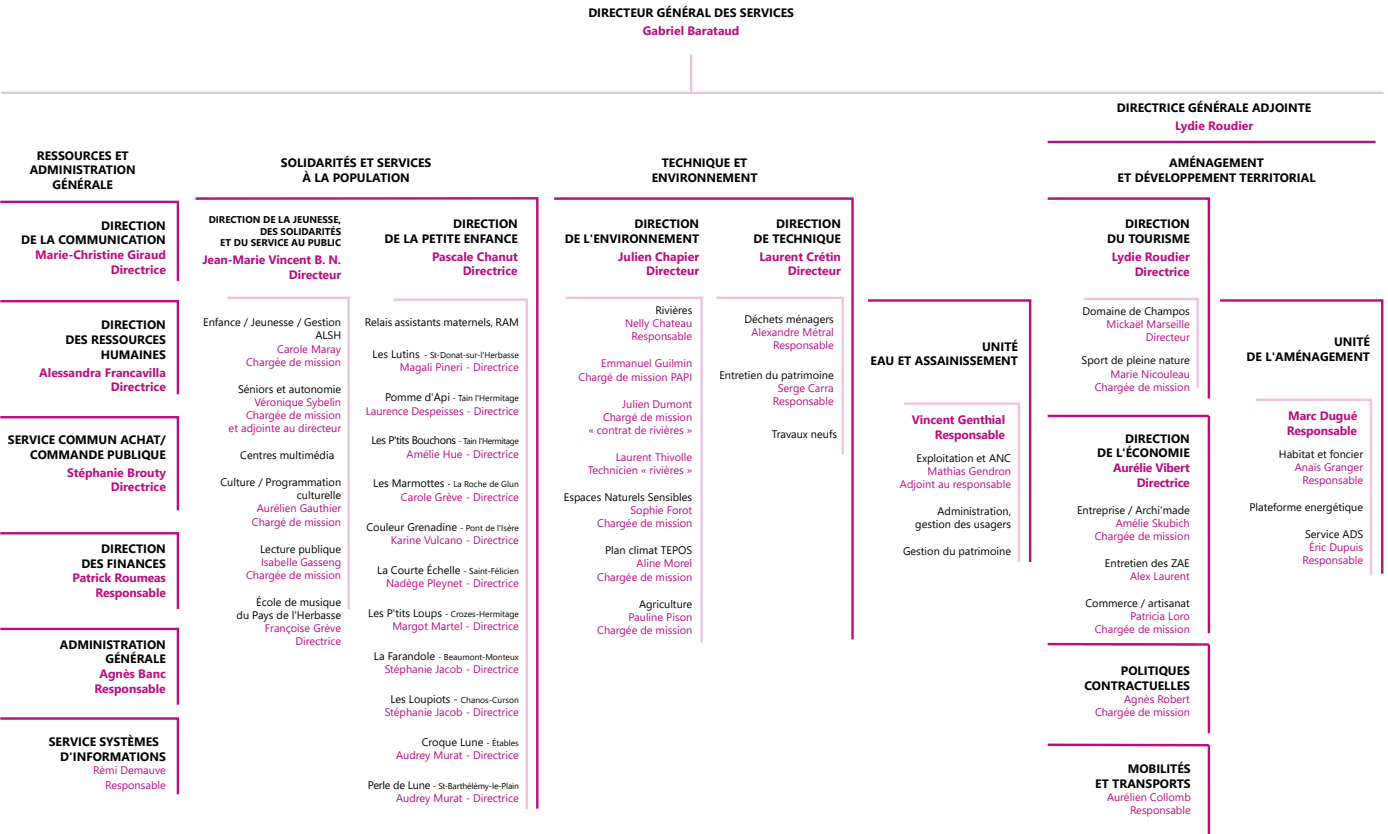 DIRECTEUR GÉNÉRAL DES SERVICES
Gabriel Barataud
DIRECTRICE GÉNÉRALE ADJOINTE
Lydie Roudier
RESSOURCES ET
ADMINISTRATION
GÉNÉRALE
DIRECTION
DE LA COMMUNICATION
Marie-Christine Giraud
Directrice
DIRECTION
DES RESSOURCES
HUMAINES
Alessandra Francavilla
Directrice
SERVICE COMMUN ACHAT/
COMMANDE PUBLIQUE
Stéphanie Brouty
Directrice
DIRECTION
DES FINANCES
Patrick Roumeas
Responsable
ADMINISTRATION
GÉNÉRALE
Agnès Banc
Responsable
SERVICE SYSTÈMES
D'INFORMATIONS
Rémi Demauve
Responsable
SOLIDARITÉS ET SERVICES
À LA POPULATION
DIRECTION DE LA JEUNESSE,
DES SOLIDARITÉS
ET DU SERVICE AU PUBLIC
Jean-Marie Vincent B. N.
Directeur
Enfance / Jeunesse / Gestion
ALSH
Carole Maray
Chargée de mission
Séniors et autonomie
Véronique Sybelin
Chargée de mission
et adjointe au directeur
Centres multimédia
Culture / Programmation
culturelle
Aurélien Gauthier
Chargé de mission
Lecture publique
Isabelle Gasseng
Chargée de mission
École de musique
du Pays de l'Herbasse
Françoise Grève
Directrice
DIRECTION
DE LA PETITE ENFANCE
Pascale Chanut
Directrice
Relais assistants maternels, RAM
Les Lutins - St-Donat-sur-l'Herbasse
Magali Pineri - Directrice
Pomme d'Api - Tain l'Hermitage
Laurence Despeisses - Directrice
Les P'tits Bouchons - Tain l'Hermitage
Amélie Hue - Directrice
Les Marmottes - La Roche de Glun
Carole Grève - Directrice
Couleur Grenadine - Pont de l'Isère
Karine Vulcano - Directrice
La Courte Échelle - Saint-Félicien
Nadège Pleynet - Directrice
Les P'tits Loups - Crozes-Hermitage
Margot Martel - Directrice
La Farandole - Beaumont-Monteux
Stéphanie Jacob - Directrice
Les Loupiots - Chanos-Curson
Stéphanie Jacob - Directrice
Croque Lune - Étables
Audrey Murat - Directrice
Perle de Lune - St-Barthélémy-le-Plain
Audrey Murat - Directrice
TECHNIQUE ET
ENVIRONNEMENT
DIRECTION
DE L'ENVIRONNEMENT
Julien Chapier
Directeur
Rivières
Nelly Chateau
Responsable
Emmanuel Guilmin
Chargé de mission PAPI
Julien Dumont
Chargé de mission
« contrat de rivières »
Laurent Thivolle
Technicien « rivières »
Espaces Naturels Sensibles
Sophie Forot
Chargée de mission
Plan climat TEPOS
Aline Morel
Chargée de mission
Agriculture
Pauline Pison
Chargée de mission
DIRECTION
DE TECHNIQUE
Laurent Crétin
Directeur
Déchets ménagers
Alexandre Métral
Responsable
Entretien du patrimoine
Serge Carra
Responsable
Travaux neufs
UNITÉ
EAU ET ASSAINISSEMENT
Vincent Genthial
Responsable
Exploitation et ANC
Mathias Gendron
Adjoint au responsable
Administration,
gestion des usagers
Gestion du patrimoine
AMÉNAGEMENT
ET DÉVELOPPEMENT TERRITORIAL
DIRECTION
DU TOURISME
Lydie Roudier
Directrice
Domaine de Champos
Mickaël Marseille
Directeur
Sport de pleine nature
Marie Nicouleau
Chargée de mission
DIRECTION
DE L'ÉCONOMIE
Aurélie Vibert
Directrice
Entreprise / Archi'made
Amélie Skubich
Chargée de mission
Entretien des ZAE
Alex Laurent
Commerce / artisanat
Patricia Loro
Chargée de mission
POLITIQUES
CONTRACTUELLES
Agnès Robert
Chargée de mission
MOBILITÉS
ET TRANSPORTS
Aurélien Collomb
Responsable
UNITÉ
DE L'AMÉNAGEMENT
Marc Dugué
Responsable
Habitat et foncier
Anaïs Granger
Responsable
Plateforme energétique
Service ADS
Éric Dupuis
Responsable